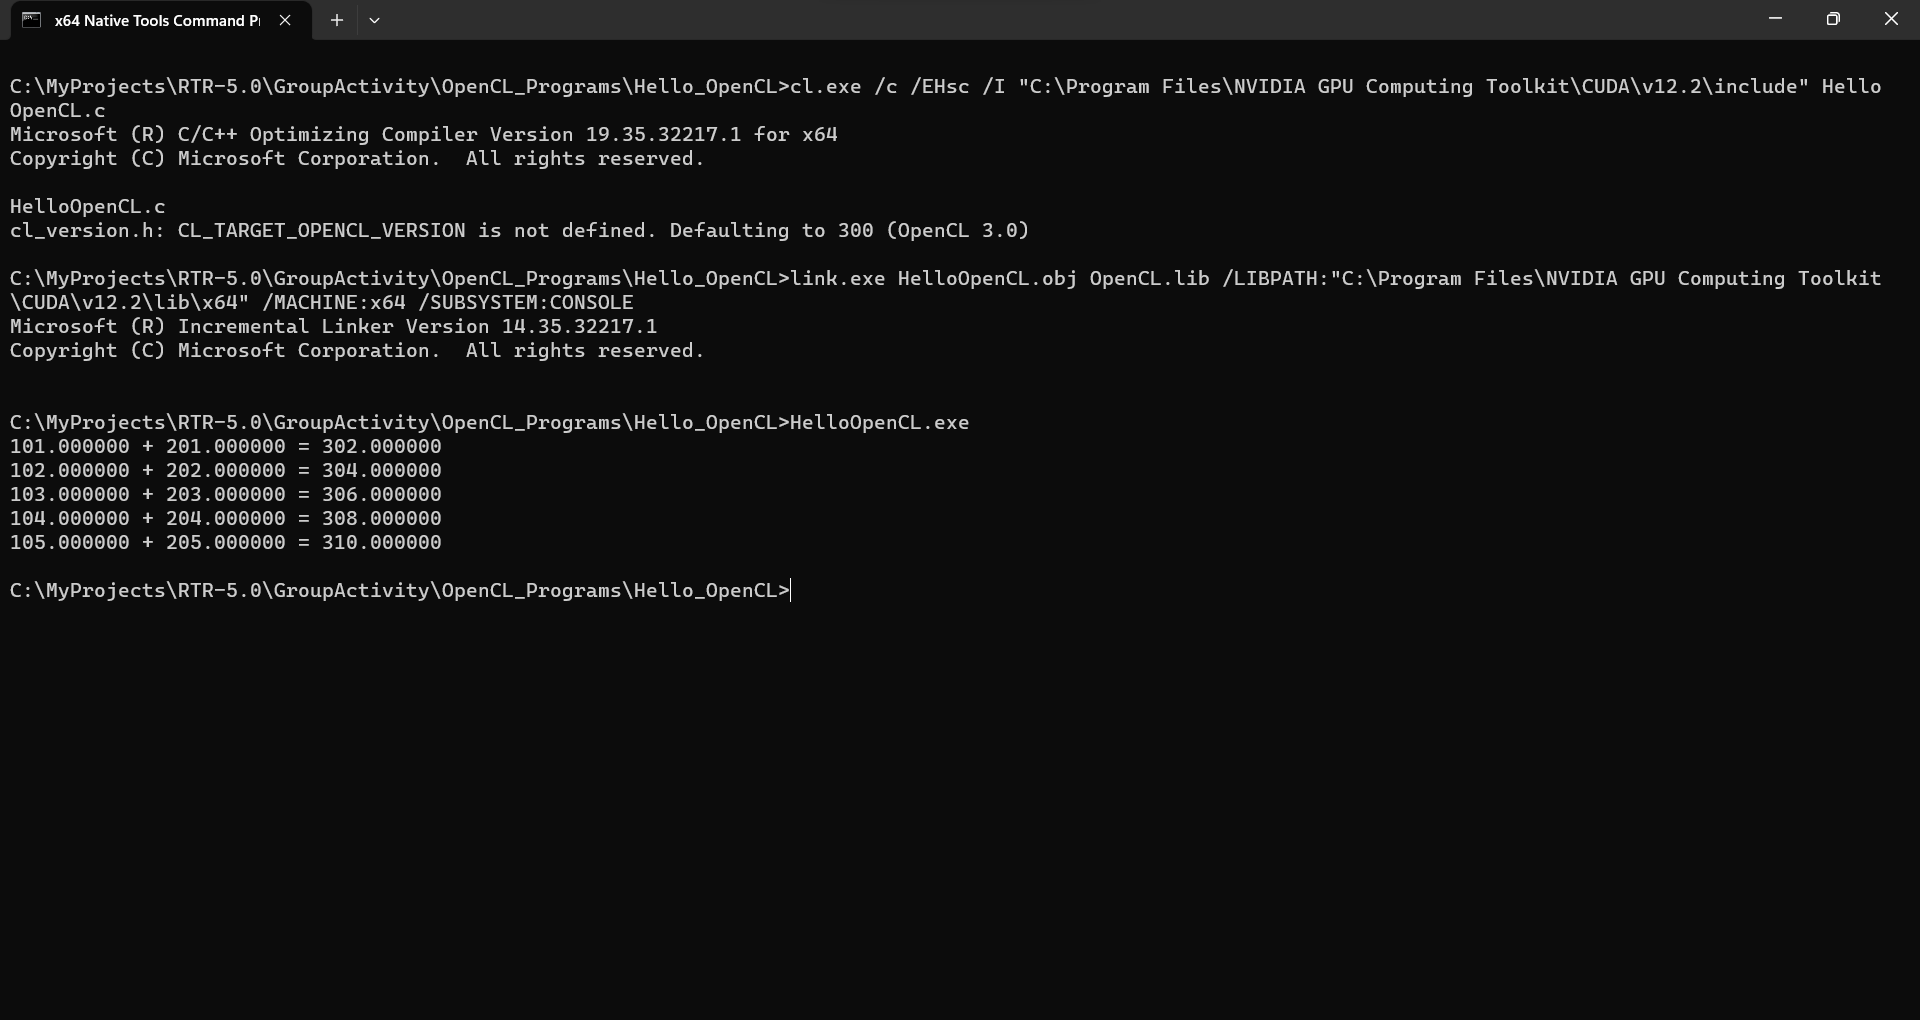 x64 Native Tools Command P
C:\MyProjects\RTR-5.0\GroupActivity\OpenCL_Programs\Hello_OpenCL>cl.exe /c /EHsc /I "C:\Program Files\NVIDIA GPU Computing Toolkit\CUDA\v12.2\include" Hello
OpenCL.c
Microsoft (R) C/C++ Optimizing Compiler Version 19.35.32217.1 for x64
Copyright (C) Microsoft Corporation.  All rights reserved.
HelloOpenCL.c
cl_version.h: CL_TARGET_OPENCL_VERSION is not defined. Defaulting to 300 (OpenCL 3.0)
C:\MyProjects\RTR-5.0\GroupActivity\OpenCL_Programs\Hello_OpenCL>link.exe HelloOpenCL.obj OpenCL.lib /LIBPATH:"C:\Program Files\NVIDIA GPU Computing Toolkit
\CUDA\v12.2\lib\x64" /MACHINE:x64 /SUBSYSTEM:CONSOLE
Microsoft (R) Incremental Linker Version 14.35.32217.1
Copyright (C) Microsoft Corporation.  All rights reserved.
C:\MyProjects\RTR-5.0\GroupActivity\OpenCL_Programs\Hello_OpenCL>HelloOpenCL.exe
101.000000 + 201.000000 = 302.000000
102.000000 + 202.000000 = 304.000000
103.000000 + 203.000000 = 306.000000
104.000000 + 204.000000 = 308.000000
105.000000 + 205.000000 = 310.000000
C:\MyProjects\RTR-5.0\GroupActivity\OpenCL_Programs\Hello_OpenCL>